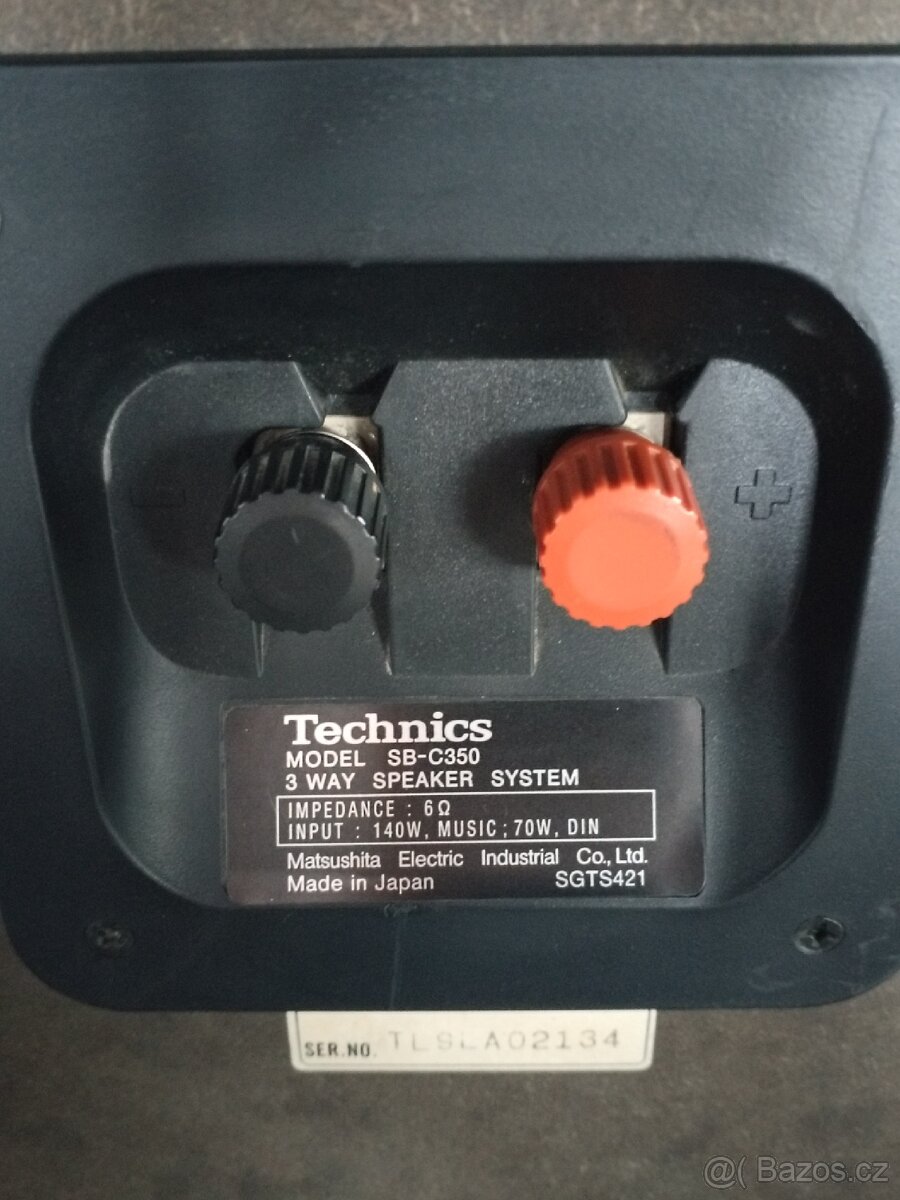 - +
Technics
MODEL SB-C350
3 WAY SPEAKER SYSTEM
IMPEDANCE : 6Ω
INPUT : 140W, MUSIC ; 70W, DIN
Matsushita Electric Industrial Co., Ltd.
Made in Japan SGTS421
SER.NO.
@( Bazos.cz